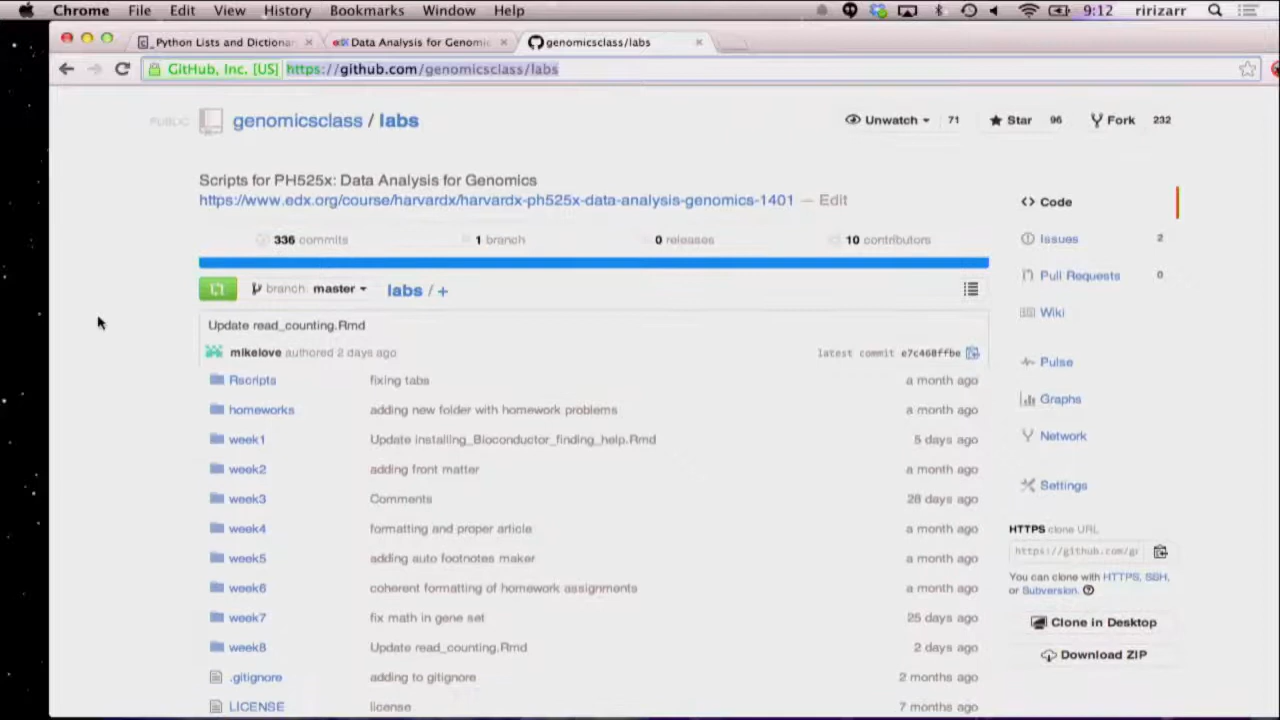 Chrome File Edit View History Bookmarks Window Help 9:12 ririzarr
Python Lists and Dictionar Data Analysis for Genomic genomicsclass/labs
GitHub, Inc. [US] https://github.com/genomicsclass/labs
PUBLIC genomicsclass / labs Unwatch 71 Star 96 Fork 232
Scripts for PH525x: Data Analysis for Genomics
https://www.edx.org/course/harvardx/harvardx-ph525x-data-analysis-genomics-1401 — Edit
336 commits 1 branch 0 releases 10 contributors
branch: master labs / +
Update read_counting.Rmd
mikelove authored 2 days ago latest commit e7c460ffbe
Rscripts fixing tabs a month ago
homeworks adding new folder with homework problems a month ago
week1 Update installing_Bioconductor_finding_help.Rmd 5 days ago
week2 adding front matter a month ago
week3 Comments 28 days ago
week4 formatting and proper article a month ago
week5 adding auto footnotes maker a month ago
week6 coherent formatting of homework assignments a month ago
week7 fix math in gene set 25 days ago
week8 Update read_counting.Rmd 2 days ago
.gitignore adding to gitignore 2 months ago
LICENSE license 7 months ago
Code
Issues 2
Pull Requests 0
Wiki
Pulse
Graphs
Network
Settings
HTTPS clone URL
https://github.com/ge
You can clone with HTTPS, SSH,
or Subversion.
Clone in Desktop
Download ZIP